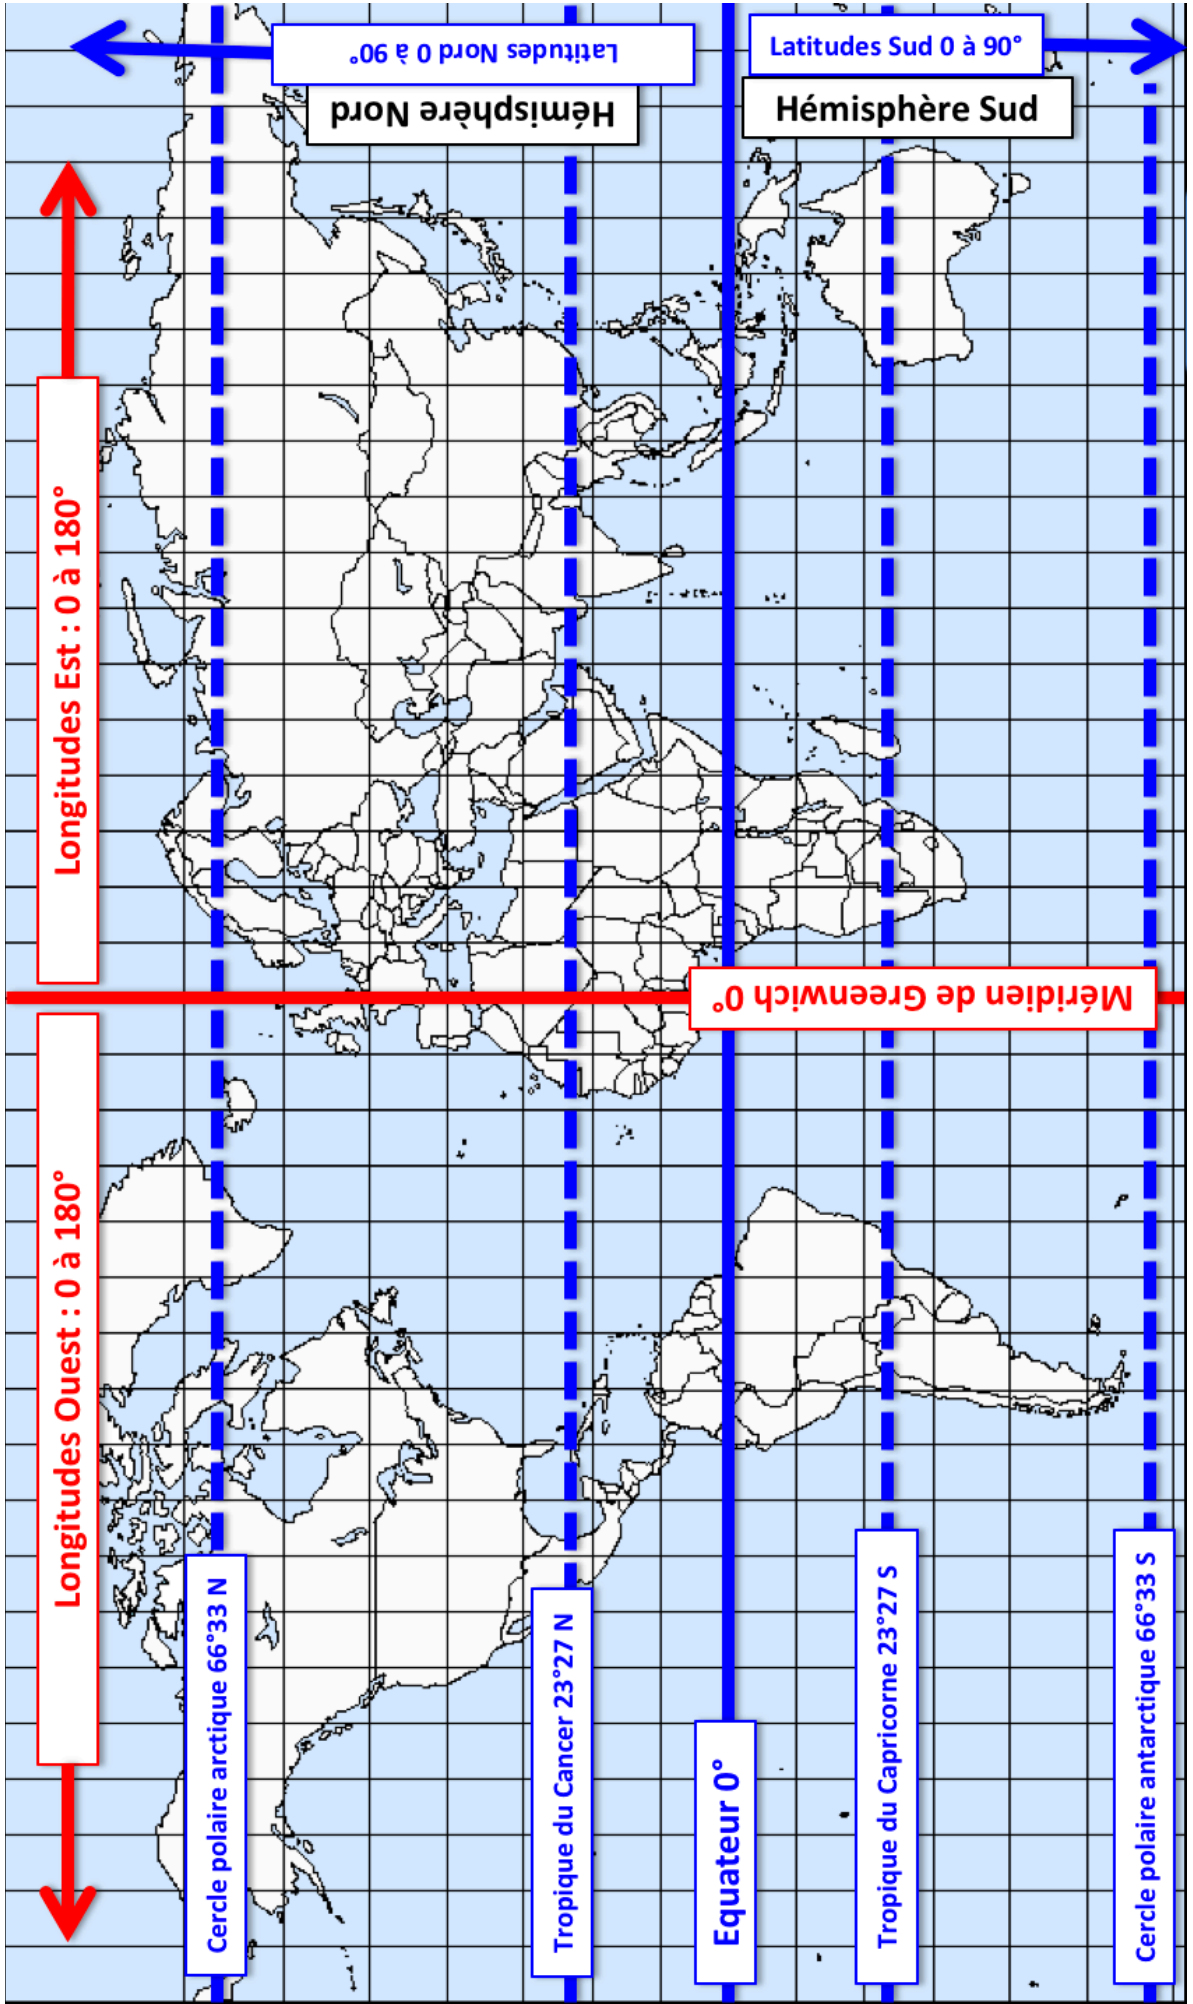 Longitudes Ouest : 0 à 180°
Longitudes Est : 0 à 180°
Cercle polaire arctique 66°33 N
Latitudes Nord 0 à 90°
Hémisphère Nord
Tropique du Cancer 23°27 N
Equateur 0°
Méridien de Greenwich 0°
Latitudes Sud 0 à 90°
Hémisphère Sud
Tropique du Capricorne 23°27 S
Cercle polaire antarctique 66°33 S